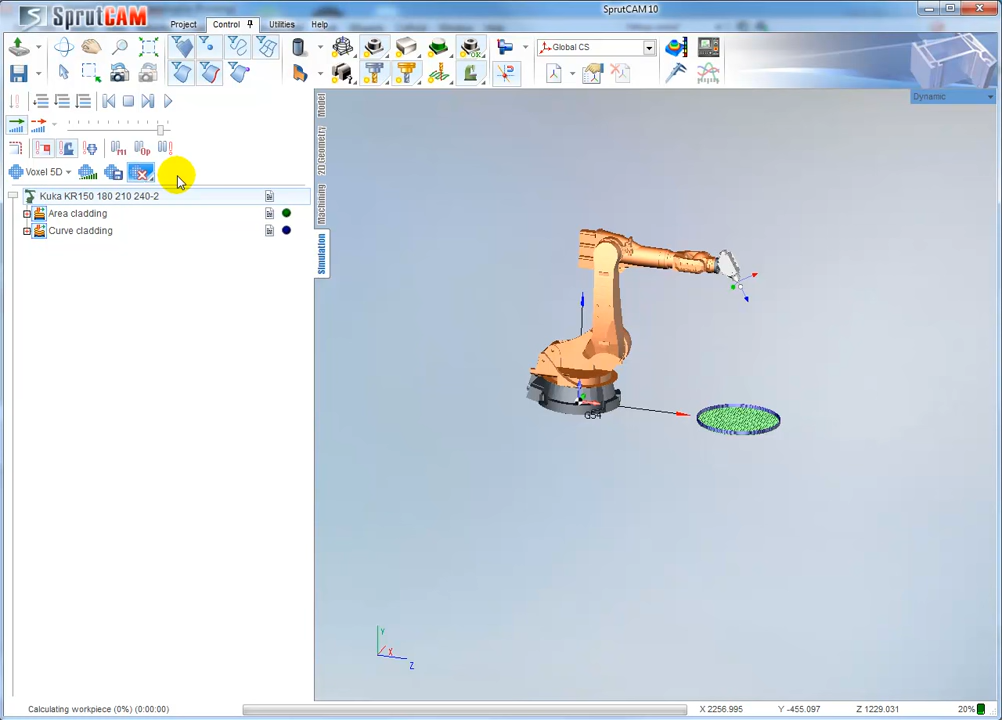 SprutCAM
SprutCAM 10
Project
Control
Utilities
Help
Global CS
Dynamic
Voxel 5D
Kuka KR150 180 210 240-2
Area cladding
Curve cladding
Model
2D Geometry
Machining
Simulation
G54
Y
X
Z
Calculating workpiece (0%) (0:00:00)
X 2256.995
Y -455.097
Z 1229.031
20%